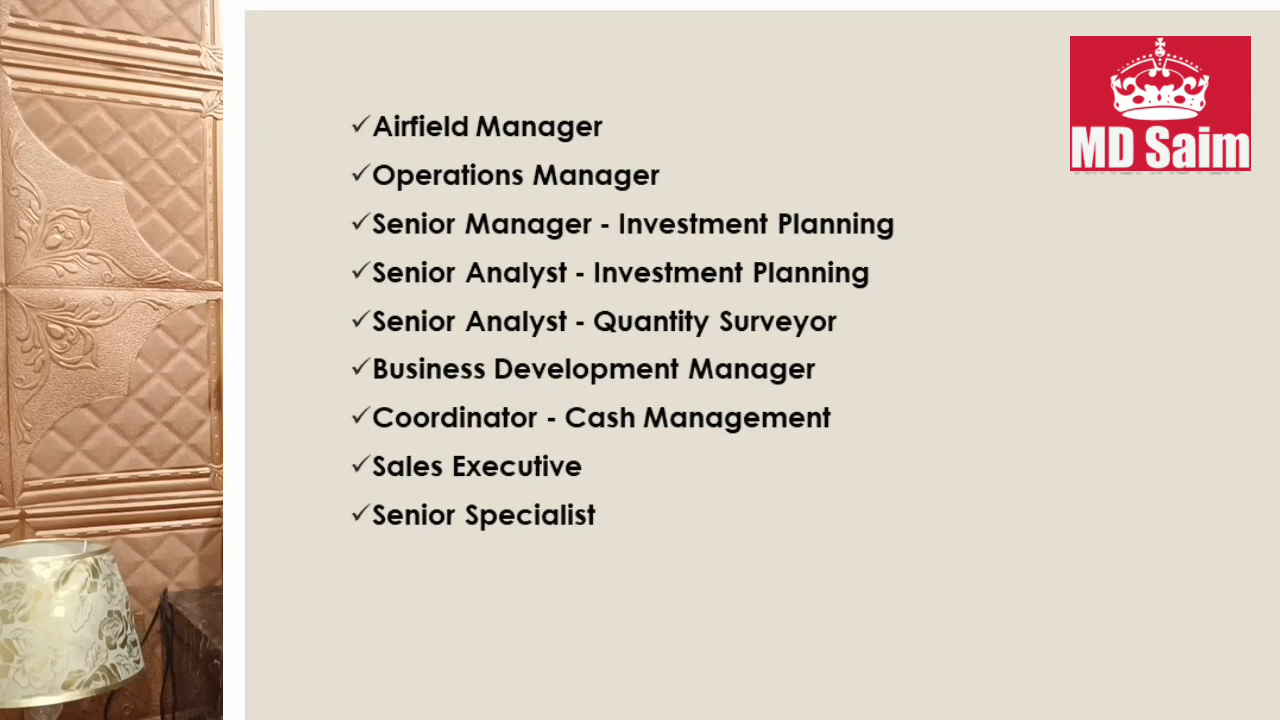 MD Saim
✓Airfield Manager
✓Operations Manager
✓Senior Manager - Investment Planning
✓Senior Analyst - Investment Planning
✓Senior Analyst - Quantity Surveyor
✓Business Development Manager
✓Coordinator - Cash Management
✓Sales Executive
✓Senior Specialist